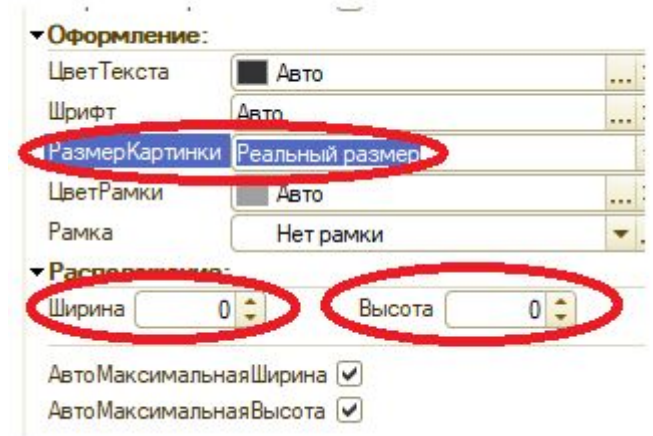 Оформление:
ЦветТекста Авто ...
Шрифт Авто ...
РазмерКартинки Реальный размер
ЦветРамки Авто ...
Рамка Нет рамки
Расположение:
Ширина 0 Высота 0
АвтоМаксимальнаяШирина
АвтоМаксимальнаяВысота